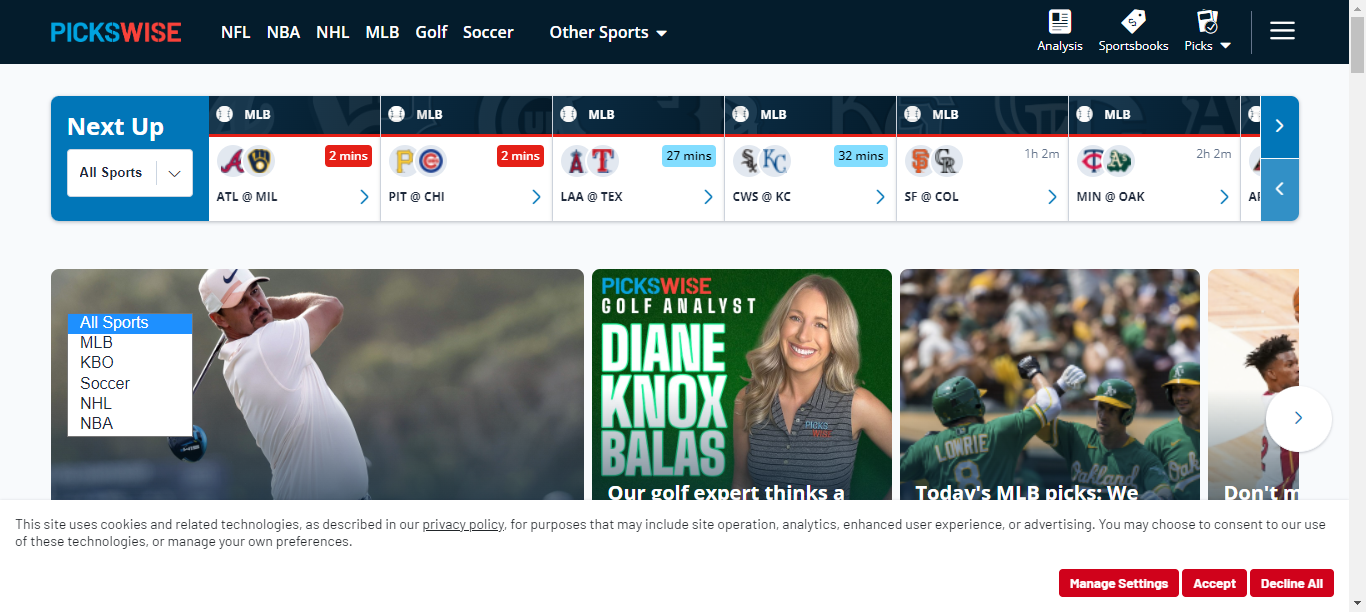 PICKSWISE
NFL NBA NHL MLB Golf Soccer Other Sports
Analysis Sportsbooks Picks
Next Up
All Sports
MLB
2 mins
ATL @ MIL
MLB
2 mins
PIT @ CHI
MLB
27 mins
LAA @ TEX
MLB
32 mins
CWS @ KC
MLB
1h 2m
SF @ COL
MLB
2h 2m
MIN @ OAK
All Sports
MLB
KBO
Soccer
NHL
NBA
PICKSWISE
GOLF ANALYST
DIANE
KNOX
BALAS
PICKS
WISE
Our golf expert thinks a
LOWRIE
8
Oakland
Today's MLB picks: We
Don't m
This site uses cookies and related technologies, as described in our privacy policy, for purposes that may include site operation, analytics, enhanced user experience, or advertising. You may choose to consent to our use
of these technologies, or manage your own preferences.
Manage Settings Accept Decline All